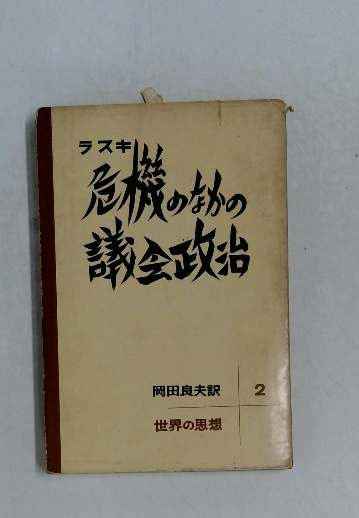 ラスキ
危機のなかの
議会政治
岡田良夫訳
2
世界の思想